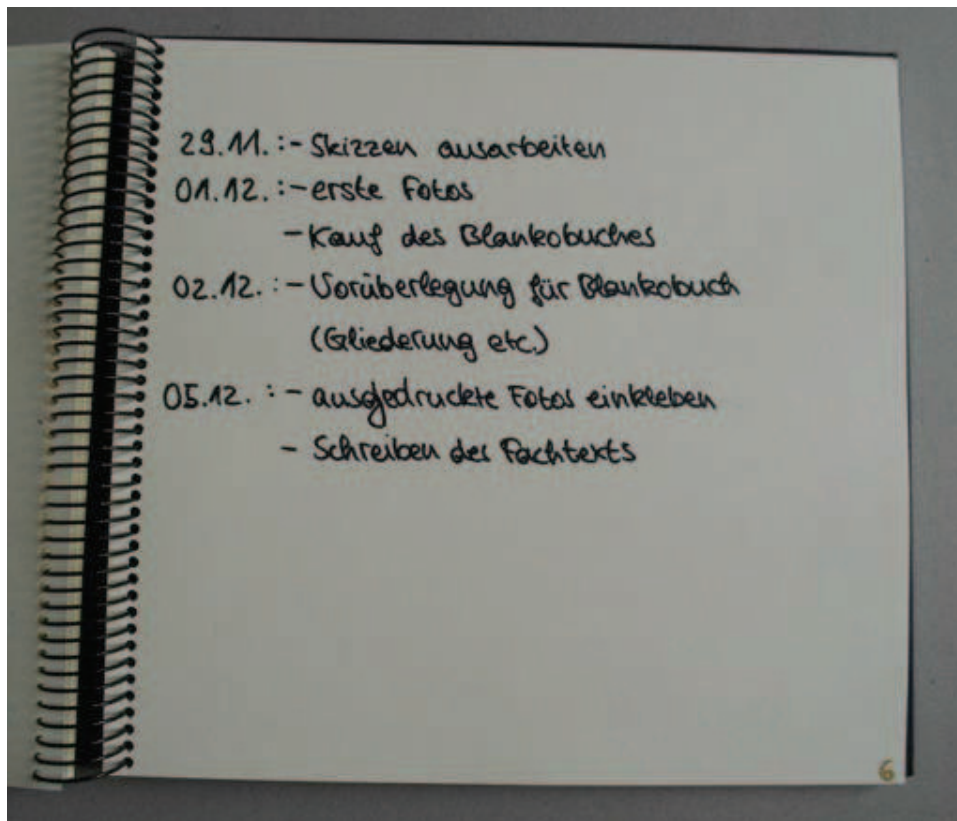 29.11.:- Skizzen ausarbeiten
01.12.:- erste Fotos
- Kauf des Blankobuches
02.12.:- Vorüberlegung für Blankobuch
(Gliederung etc.)
05.12.:- ausgedruckte Fotos einkleben
- Schreiben des Fachtexts
6